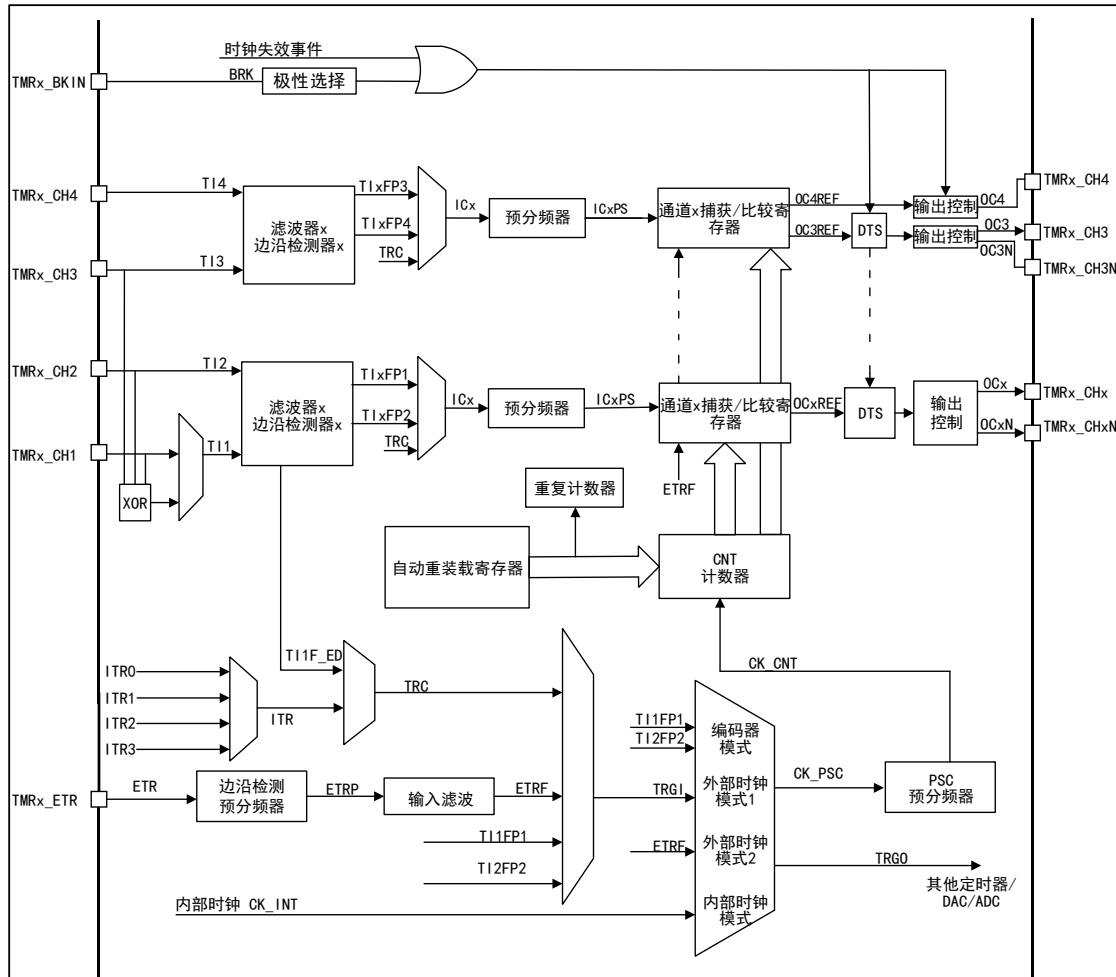 时钟失效事件
TMRx_BKIN
BRK
极性选择
TMRx_CH4
TI4
TIxFP3
TIxFP4
TRC
ICx
预分频器
ICxPS
滤波器x
边沿检测器x
通道x捕获/比较寄
存器
OC4REF
OC3REF
DTS
输出控制
输出控制
OC4
OC3
OC3N
TMRx_CH4
TMRx_CH3
TMRx_CH3N
TMRx_CH3
TI3
TMRx_CH2
TI2
TIxFP1
TIxFP2
TRC
ICx
预分频器
ICxPS
滤波器x
边沿检测器x
通道x捕获/比较寄
存器
OCxREF
DTS
输出
控制
OCx
OCxN
TMRx_CHx
TMRx_CHxN
TMRx_CH1
TI1
XOR
ETRF
重复计数器
自动重装载寄存器
CNT
计数器
CK_CNT
TI1F_ED
ITR0
ITR1
ITR2
ITR3
ITR
TRC
TMRx_ETR
ETR
边沿检测
预分频器
ETRP
输入滤波
ETRF
TI1FP1
TI2FP2
内部时钟 CK_INT
TRGI
TI1FP1
TI2FP2
ETRF
编码器
模式
外部时钟
模式1
外部时钟
模式2
内部时钟
模式
CK_PSC
PSC
预分频器
TRGO
其他定时器/
DAC/ADC